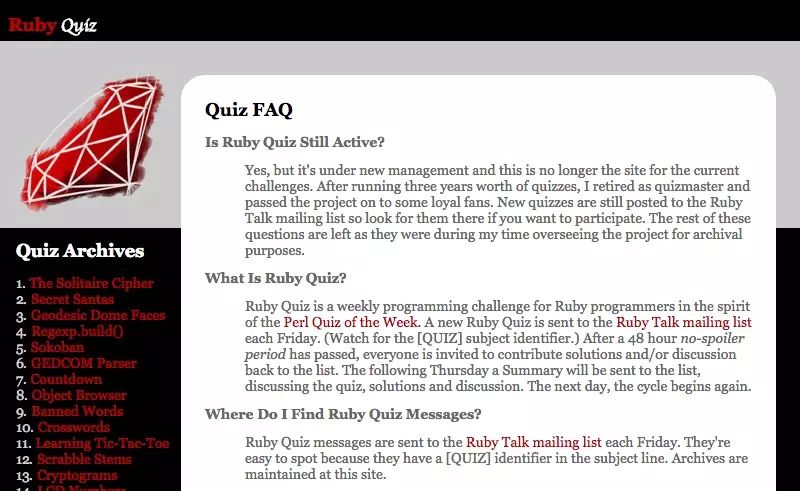 Ruby Quiz
Quiz FAQ
Is Ruby Quiz Still Active?
Yes, but it's under new management and this is no longer the site for the current
challenges. After running three years worth of quizzes, I retired as quizmaster and
passed the project on to some loyal fans. New quizzes are still posted to the Ruby
Talk mailing list so look for them there if you want to participate. The rest of these
questions are left as they were during my time overseeing the project for archival
purposes.
What Is Ruby Quiz?
Ruby Quiz is a weekly programming challenge for Ruby programmers in the spirit
of the Perl Quiz of the Week. A new Ruby Quiz is sent to the Ruby Talk mailing list
each Friday. (Watch for the [QUIZ] subject identifier.) After a 48 hour no-spoiler
period has passed, everyone is invited to contribute solutions and/or discussion
back to the list. The following Thursday a Summary will be sent to the list,
discussing the quiz, solutions and discussion. The next day, the cycle begins again.
Where Do I Find Ruby Quiz Messages?
Ruby Quiz messages are sent to the Ruby Talk mailing list each Friday. They're
easy to spot because they have a [QUIZ] identifier in the subject line. Archives are
maintained at this site.
Quiz Archives
1. The Solitaire Cipher
2. Secret Santas
3. Geodesic Dome Faces
4. Regexp.build()
5. Sokoban
6. GEDCOM Parser
7. Countdown
8. Object Browser
9. Banned Words
10. Crosswords
11. Learning Tic-Tac-Toe
12. Scrabble Stems
13. Cryptograms
14. LCD Numbers